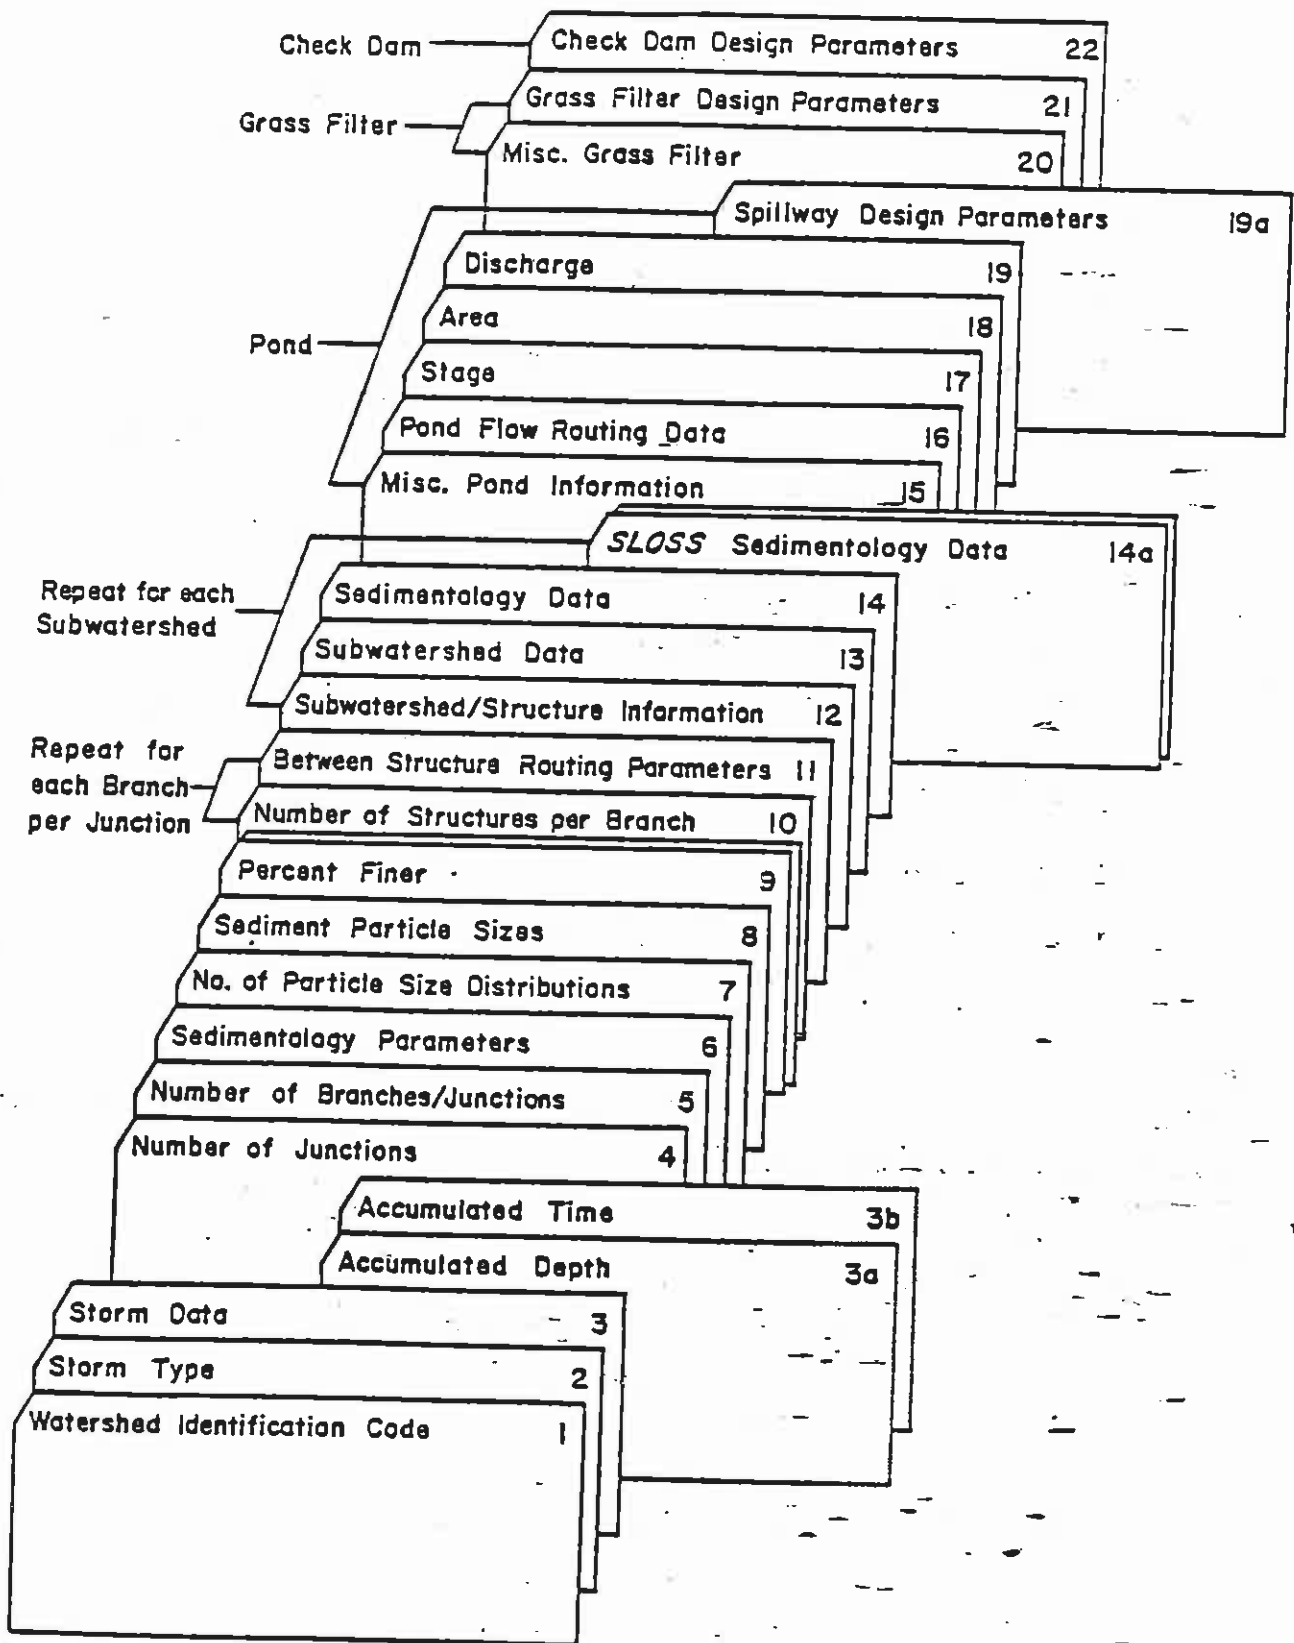 Check Dam
Check Dam Design Parameters 22
Grass Filter Design Parameters 21
Grass Filter
Misc. Grass Filter 20
Spillway Design Parameters 19a
Discharge 19
Area 18
Pond
Stage 17
Pond Flow Routing Data 16
Misc. Pond Information 15
SLOSS Sedimentology Data 14a
Repeat for each
Subwatershed
Sedimentology Data 14
Subwatershed Data 13
Subwatershed/Structure Information 12
Repeat for
each Branch
per Junction
Between Structure Routing Parameters 11
Number of Structures per Branch 10
Percent Finer 9
Sediment Particle Sizes 8
No. of Particle Size Distributions 7
Sedimentology Parameters 6
Number of Branches/Junctions 5
Number of Junctions 4
Accumulated Time 3b
Accumulated Depth 3a
Storm Data 3
Storm Type 2
Watershed Identification Code 1